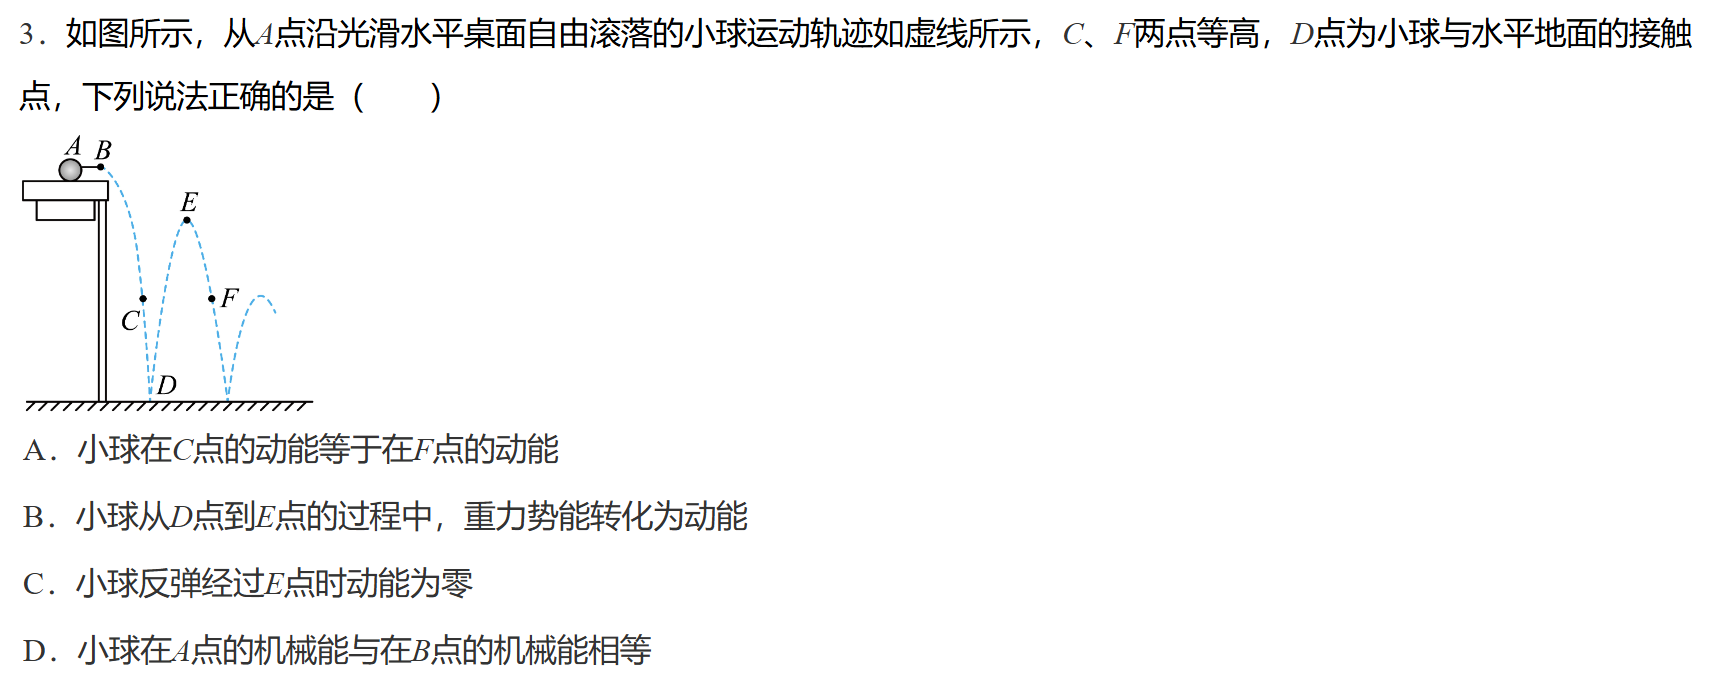 3．如图所示，从A点沿光滑水平桌面自由滚落的小球运动轨迹如虚线所示，C、F两点等高，D点为小球与水平地面的接触
点，下列说法正确的是（　　）
A B
E
C
F
D
A．小球在C点的动能等于在F点的动能
B．小球从D点到E点的过程中，重力势能转化为动能
C．小球反弹经过E点时动能为零
D．小球在A点的机械能与在B点的机械能相等